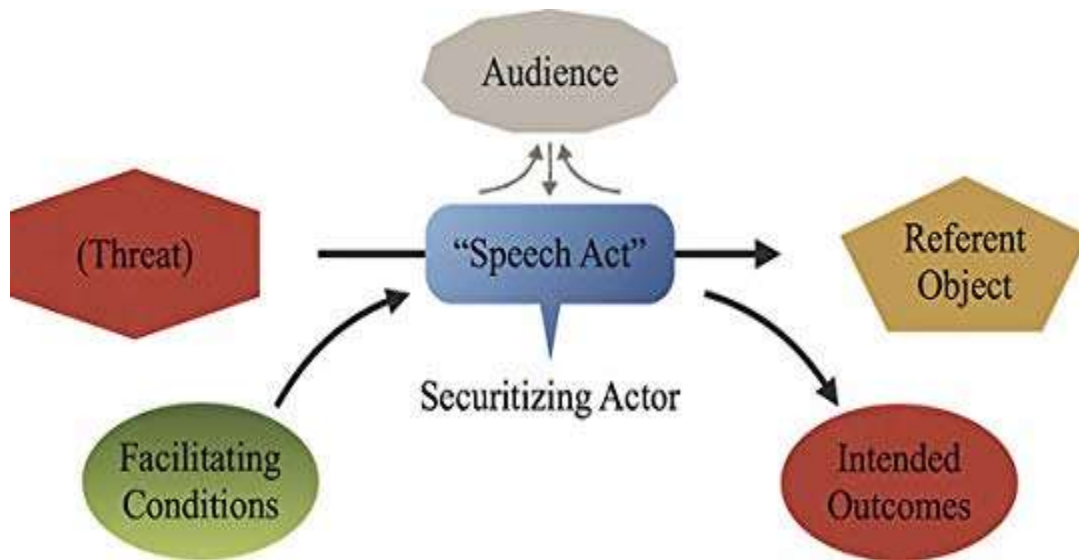 Audience
(Threat)
“Speech Act”
Referent
Object
Securitizing Actor
Facilitating
Conditions
Intended
Outcomes